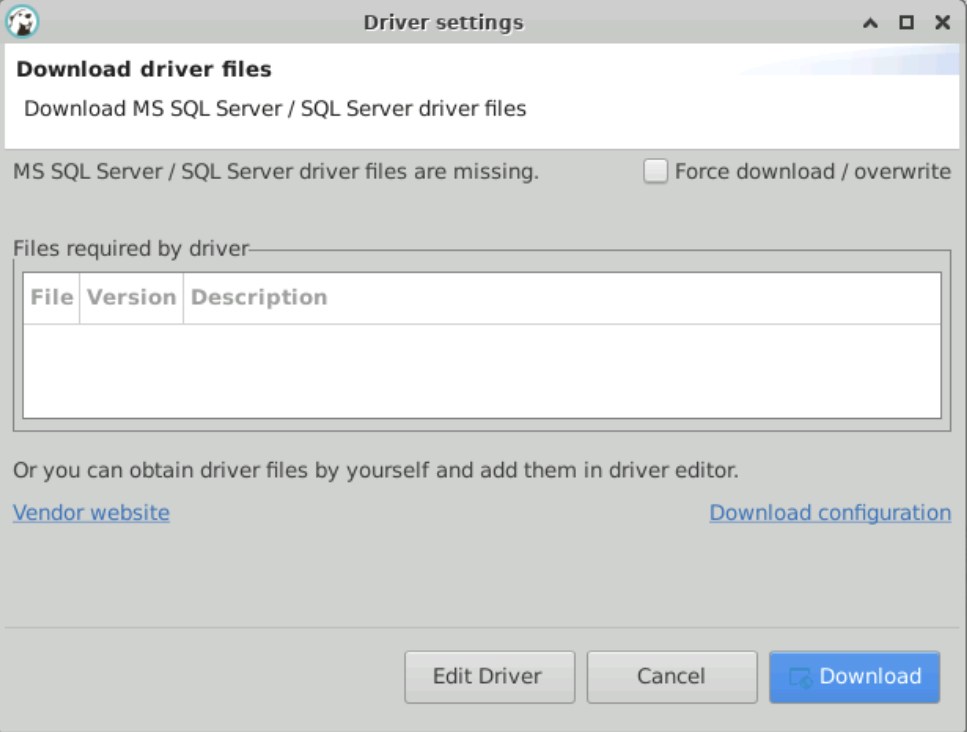 Driver settings
Download driver files
Download MS SQL Server / SQL Server driver files
MS SQL Server / SQL Server driver files are missing.
Force download / overwrite
Files required by driver
File Version Description
Or you can obtain driver files by yourself and add them in driver editor.
Vendor website
Download configuration
Edit Driver
Cancel
Download